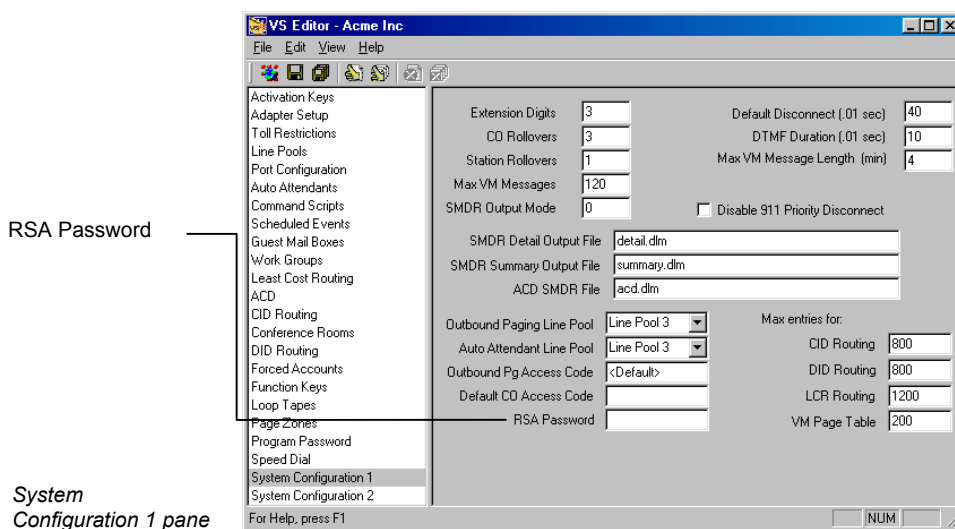 VS Editor - Acme Inc
File Edit View Help
Activation Keys
Adapter Setup
Toll Restrictions
Line Pools
Port Configuration
Auto Attendants
Command Scripts
Scheduled Events
Guest Mail Boxes
Work Groups
Least Cost Routing
ACD
CID Routing
Conference Rooms
DID Routing
Forced Accounts
Function Keys
Loop Tapes
Page Zones
Program Password
Speed Dial
System Configuration 1
System Configuration 2
Extension Digits 3
CO Rollovers 3
Station Rollovers 1
Max VM Messages 120
SMDR Output Mode 0
Default Disconnect (.01 sec) 40
DTMF Duration (.01 sec) 10
Max VM Message Length (min) 4
Disable 911 Priority Disconnect
SMDR Detail Output File detail.dlm
SMDR Summary Output File summary.dlm
ACD SMDR File acd.dlm
Outbound Paging Line Pool Line Pool 3
Auto Attendant Line Pool Line Pool 3
Outbound Pg Access Code <Default>
Default CO Access Code
RSA Password
Max entries for:
CID Routing 800
DID Routing 800
LCR Routing 1200
VM Page Table 200
For Help, press F1
NUM
RSA Password
System
Configuration 1 pane